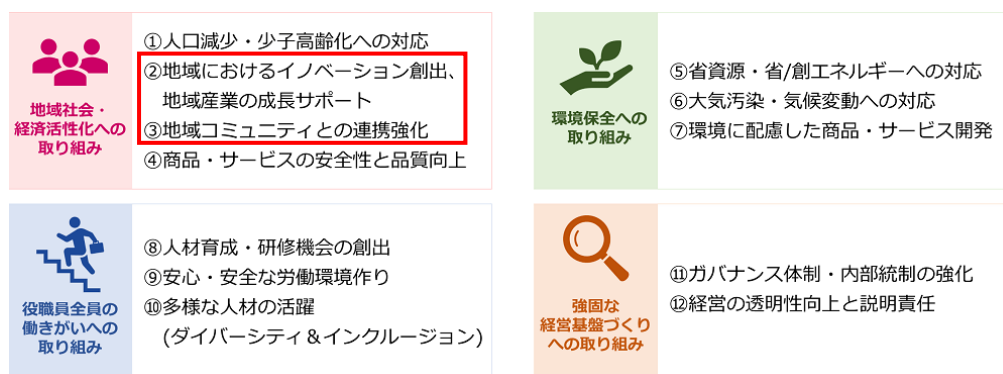 地域社会・
経済活性化への
取り組み
①人口減少・少子高齢化への対応
②地域におけるイノベーション創出、
地域産業の成長サポート
③地域コミュニティとの連携強化
④商品・サービスの安全性と品質向上
環境保全への
取り組み
⑤省資源・省/創エネルギーへの対応
⑥大気汚染・気候変動への対応
⑦環境に配慮した商品・サービス開発
役職員全員の
働きがいへの
取り組み
⑧人材育成・研修機会の創出
⑨安心・安全な労働環境作り
⑩多様な人材の活躍
(ダイバーシティ＆インクルージョン)
強固な
経営基盤づくり
への取り組み
⑪ガバナンス体制・内部統制の強化
⑫経営の透明性向上と説明責任